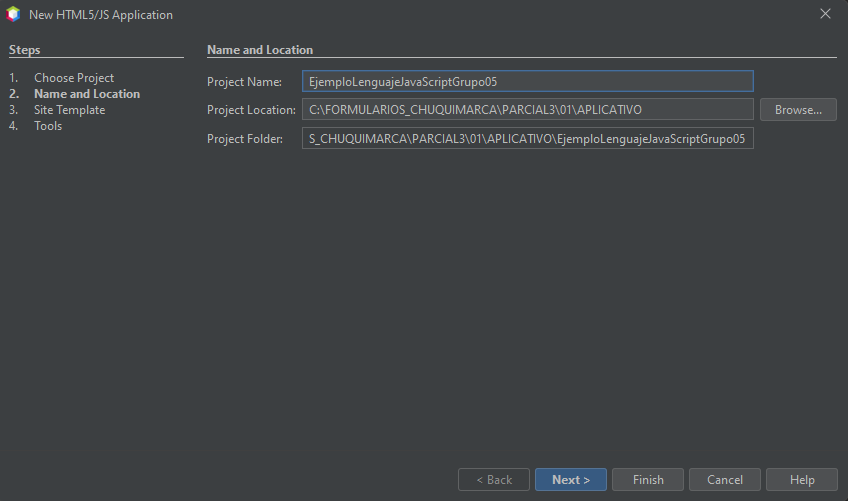 New HTML5/JS Application
Steps
1. Choose Project
2. Name and Location
3. Site Template
4. Tools
Name and Location
Project Name: EjemploLenguajeJavaScriptGrupo05
Project Location: C:\FORMULARIOS_CHUQUIMARCA\PARCIAL3\01\APLICATIVO Browse...
Project Folder: S_CHUQUIMARCA\PARCIAL3\01\APLICATIVO\EjemploLenguajeJavaScriptGrupo05
< Back Next > Finish Cancel Help